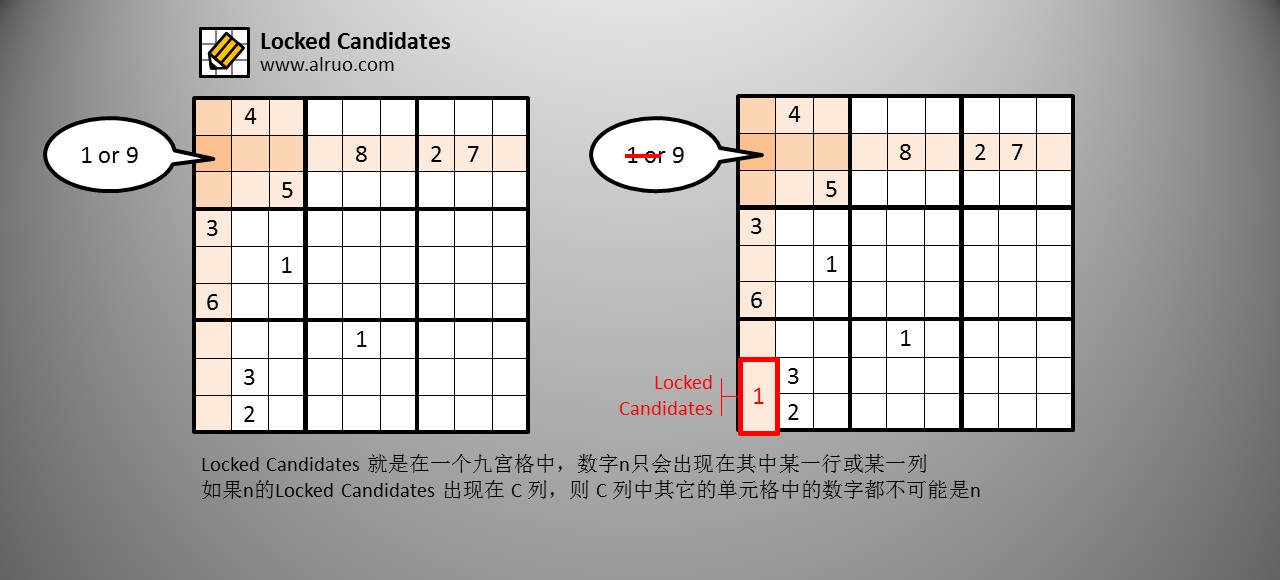 Locked Candidates
www.alruo.com
4
8 2 7
5
3
1
6
1
3
2
1 or 9
4
8 2 7
5
3
1
6
1
3
2
1 or 9
1
Locked
Candidates
Locked Candidates 就是在一个九宫格中，数字n只会出现在其中某一行或某一列
如果n的Locked Candidates 出现在 C 列，则 C 列中其它的单元格中的数字都不可能是n